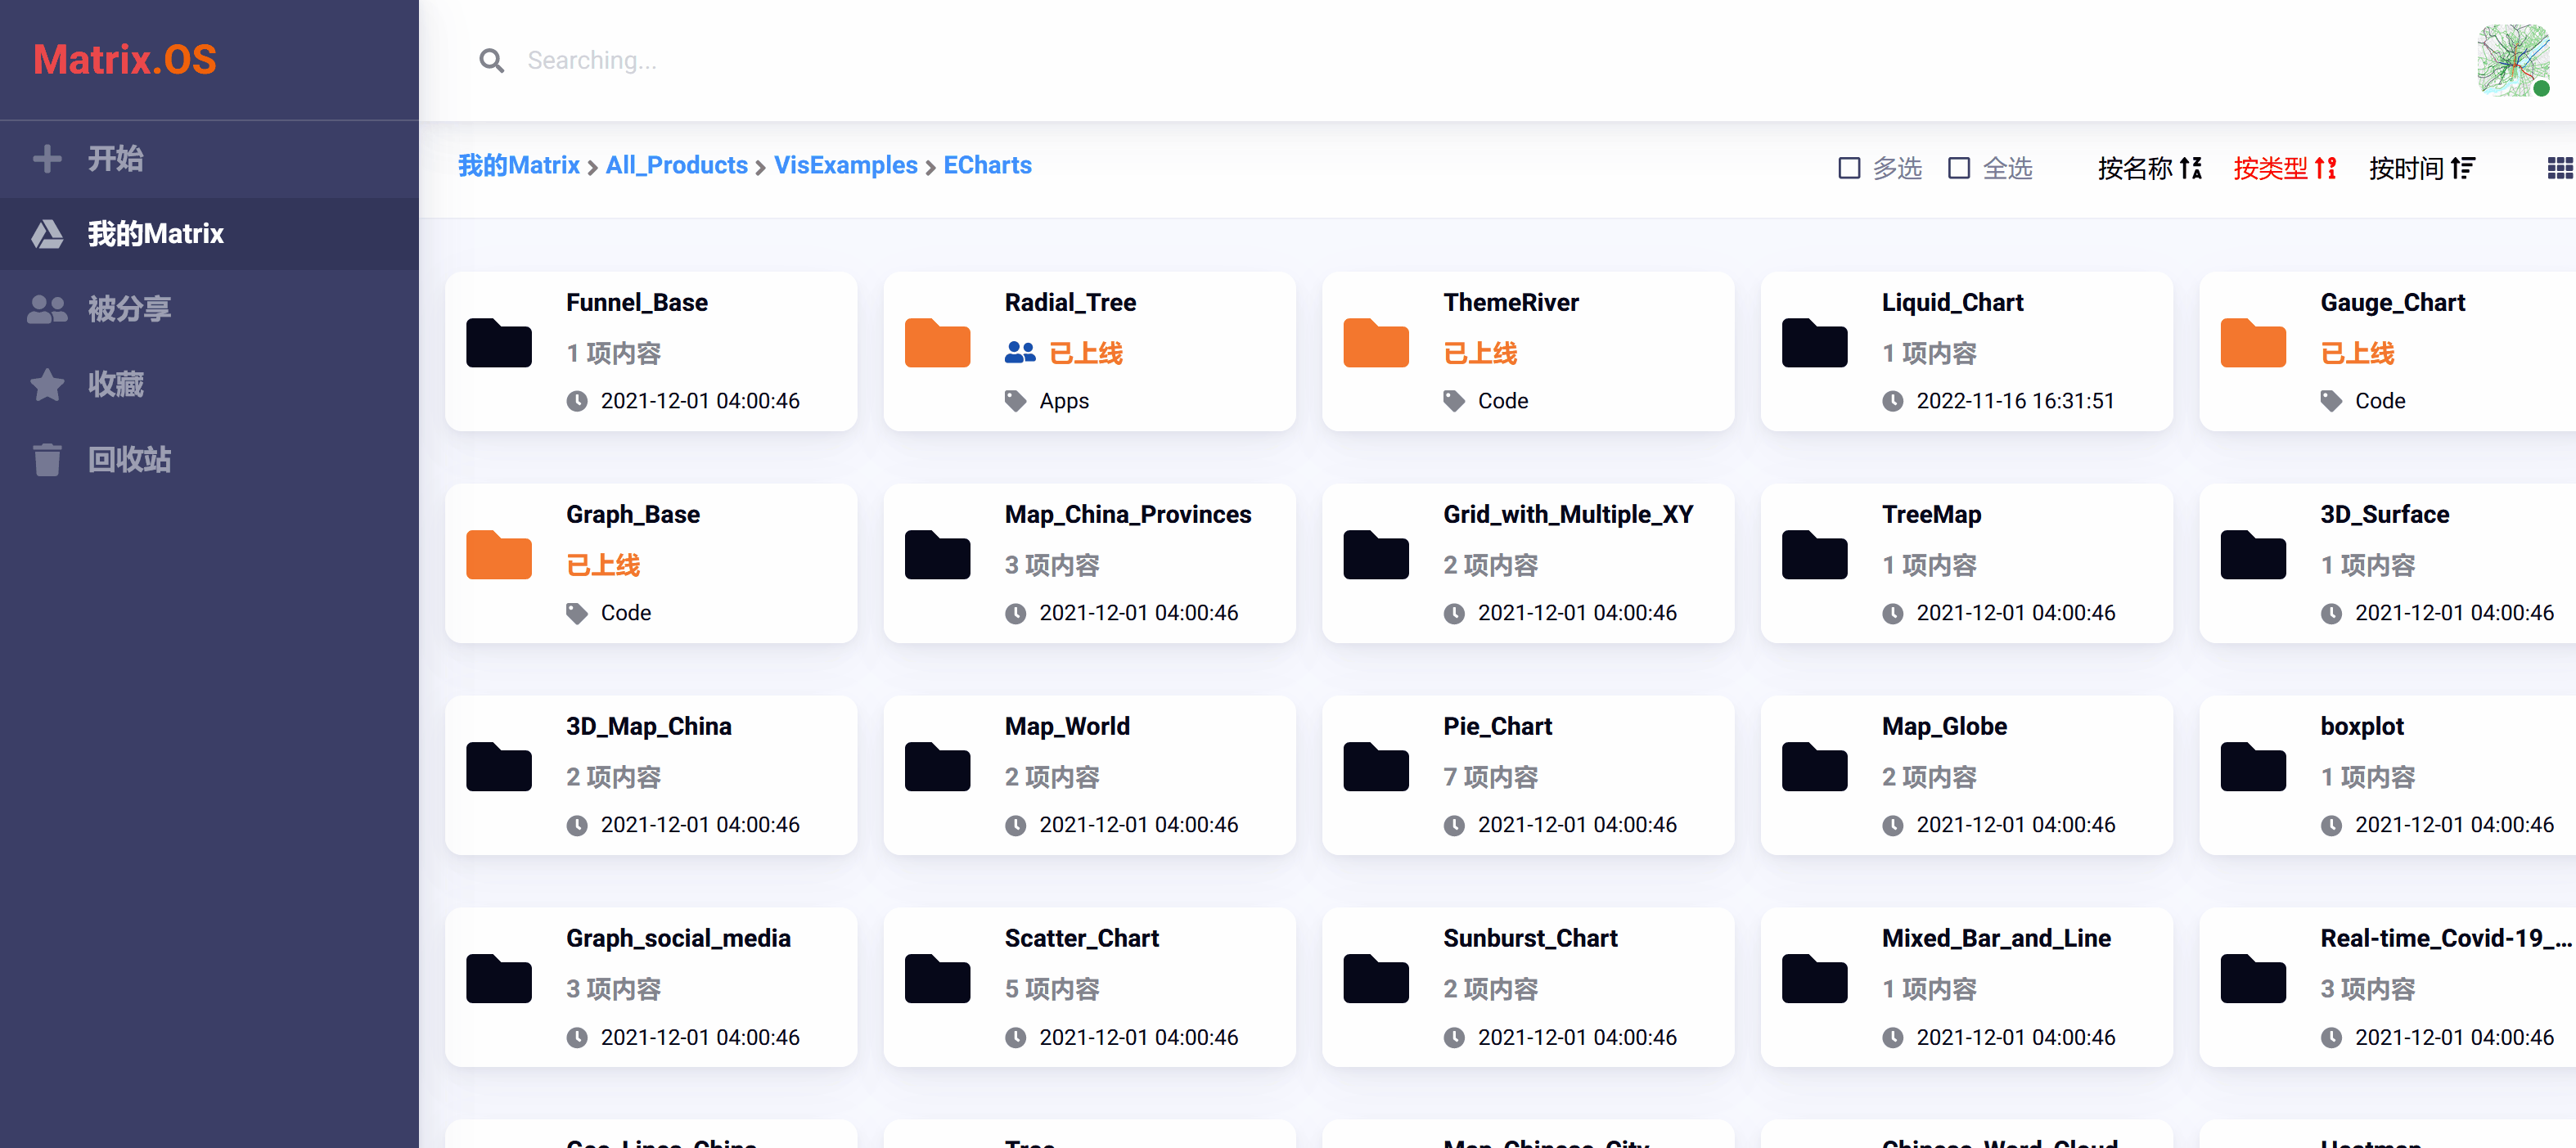 Matrix.OS
Searching...
开始
我的Matrix
被分享
收藏
回收站
我的Matrix > All_Products > VisExamples > ECharts
多选 全选 按名称 按类型 按时间
Funnel_Base
1 项内容
2021-12-01 04:00:46
Radial_Tree
已上线
Apps
ThemeRiver
已上线
Code
Liquid_Chart
1 项内容
2022-11-16 16:31:51
Gauge_Chart
已上线
Code
Graph_Base
已上线
Code
Map_China_Provinces
3 项内容
2021-12-01 04:00:46
Grid_with_Multiple_XY
2 项内容
2021-12-01 04:00:46
TreeMap
1 项内容
2021-12-01 04:00:46
3D_Surface
1 项内容
2021-12-01 04:00:46
3D_Map_China
2 项内容
2021-12-01 04:00:46
Map_World
2 项内容
2021-12-01 04:00:46
Pie_Chart
7 项内容
2021-12-01 04:00:46
Map_Globe
2 项内容
2021-12-01 04:00:46
boxplot
1 项内容
2021-12-01 04:00:46
Graph_social_media
3 项内容
2021-12-01 04:00:46
Scatter_Chart
5 项内容
2021-12-01 04:00:46
Sunburst_Chart
2 项内容
2021-12-01 04:00:46
Mixed_Bar_and_Line
1 项内容
2021-12-01 04:00:46
Real-time_Covid-19_...
3 项内容
2021-12-01 04:00:46
Geo_Lines_China
Tree
Map_Chinese_City
Chinese_Word_Cloud
Heatmap